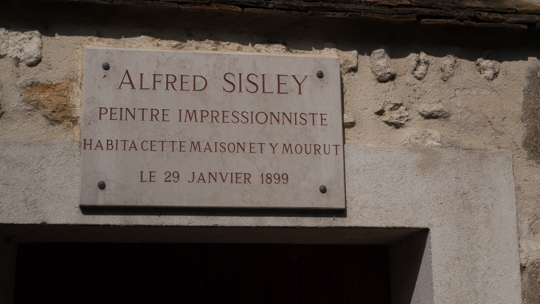 ALFRED SISLEY
PEINTRE IMPRESSIONNISTE
HABITA CETTE MAISON ET Y MOURUT
LE 29 JANVIER 1899